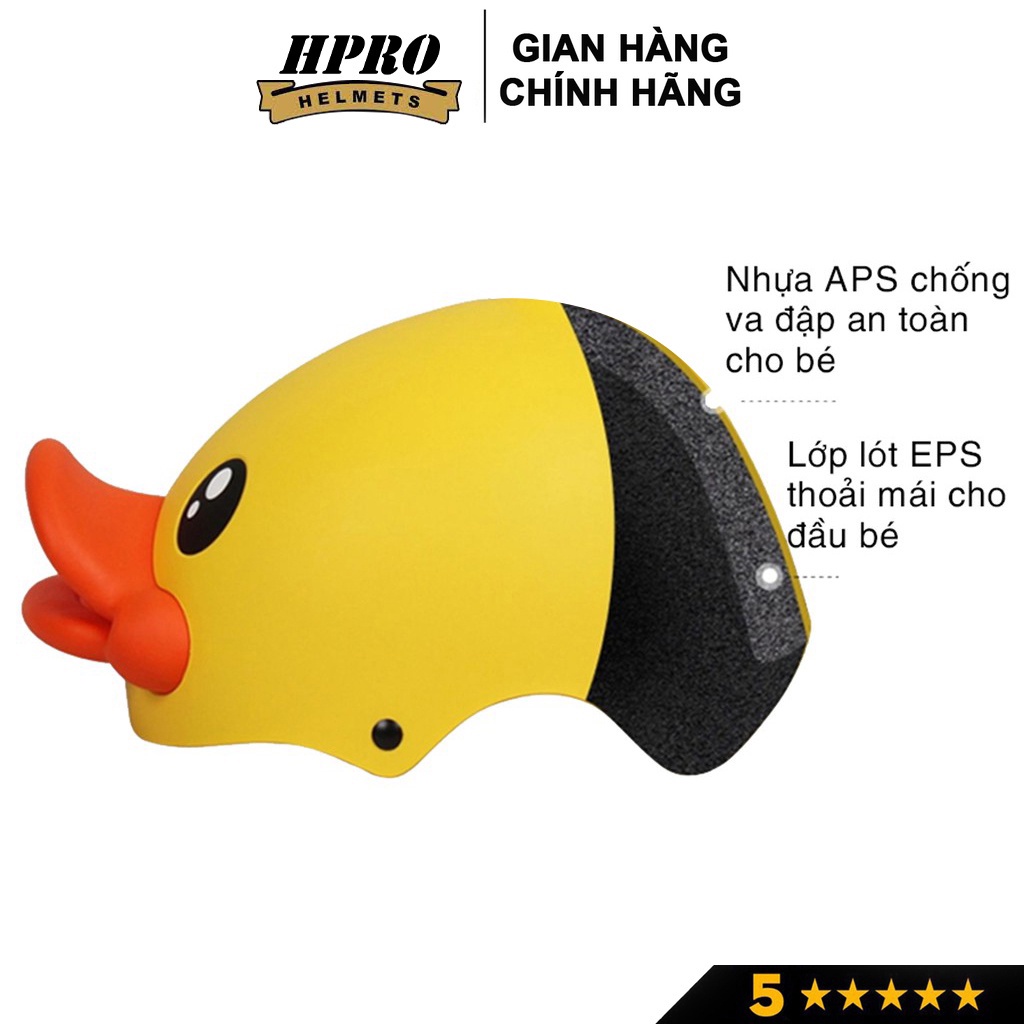 HPRO
HELMETS
GIAN HÀNG
CHÍNH HÃNG
Nhựa APS chống
va đập an toàn
cho bé
Lớp lót EPS
thoải mái cho
đầu bé
5